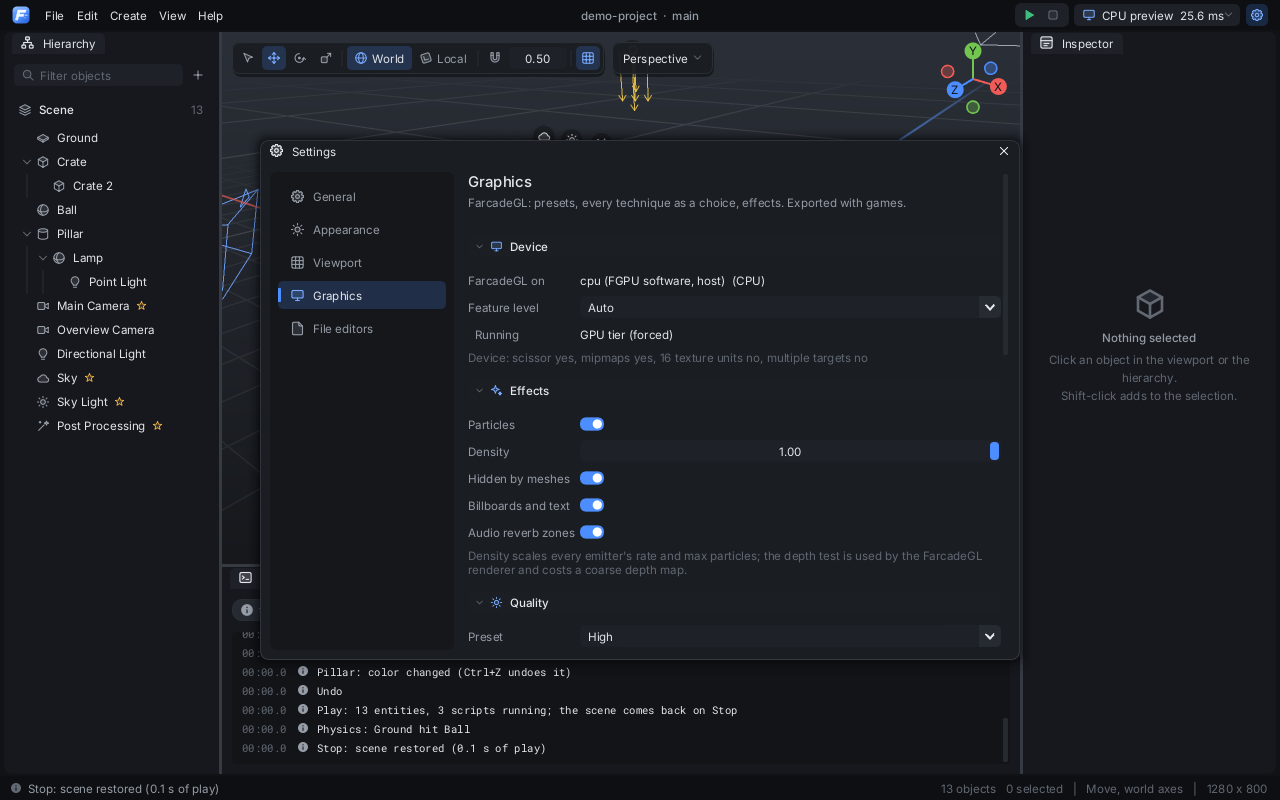 File Edit Create View Help
demo-project · main
CPU preview 25.6 ms
Hierarchy
Filter objects
Scene 13
Ground
Crate
Crate 2
Ball
Pillar
Lamp
Point Light
Main Camera
Overview Camera
Directional Light
Sky
Sky Light
Post Processing
World Local 0.50 Perspective
Y
X
Z
Settings
General
Appearance
Viewport
Graphics
File editors
Graphics
FarcadeGL: presets, every technique as a choice, effects. Exported with games.
Device
FarcadeGL on cpu (FGPU software, host) (CPU)
Feature level Auto
Running GPU tier (forced)
Device: scissor yes, mipmaps yes, 16 texture units no, multiple targets no
Effects
Particles
Density 1.00
Hidden by meshes
Billboards and text
Audio reverb zones
Density scales every emitter's rate and max particles; the depth test is used by the FarcadeGL
renderer and costs a coarse depth map.
Quality
Preset High
Inspector
Nothing selected
Click an object in the viewport or the
hierarchy.
Shift-click adds to the selection.
00:00.0 Pillar: color changed (Ctrl+Z undoes it)
00:00.0 Undo
00:00.0 Play: 13 entities, 3 scripts running; the scene comes back on Stop
00:00.0 Physics: Ground hit Ball
00:00.0 Stop: scene restored (0.1 s of play)
Stop: scene restored (0.1 s of play)
13 objects 0 selected | Move, world axes | 1280 x 800